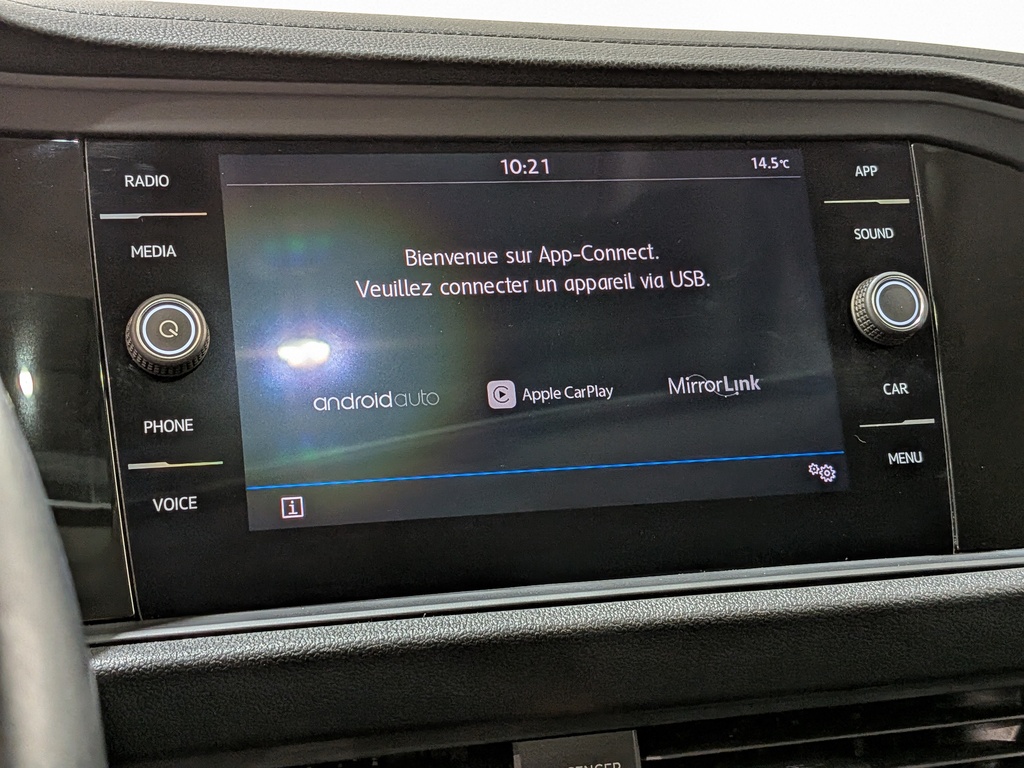 RADIO
MEDIA
PHONE
VOICE
10:21
14.5°C
Bienvenue sur App-Connect.
Veuillez connecter un appareil via USB.
androidauto
Apple CarPlay
MirrorLink
i
APP
SOUND
CAR
MENU